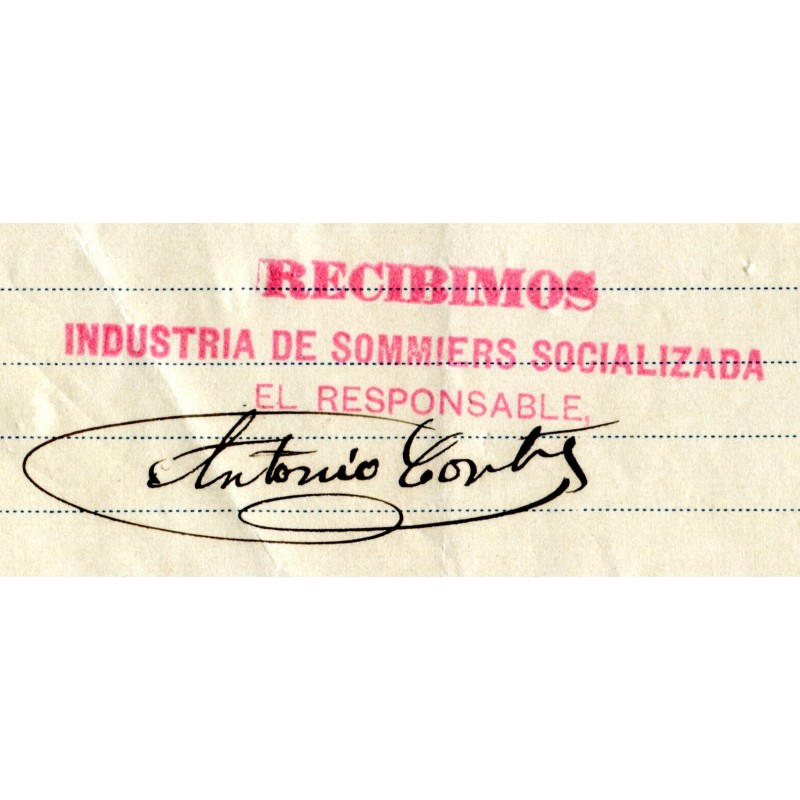 RECIBIMOS
INDUSTRIA DE SOMMIERS SOCIALIZADA
EL RESPONSABLE,
Antonio Cortés